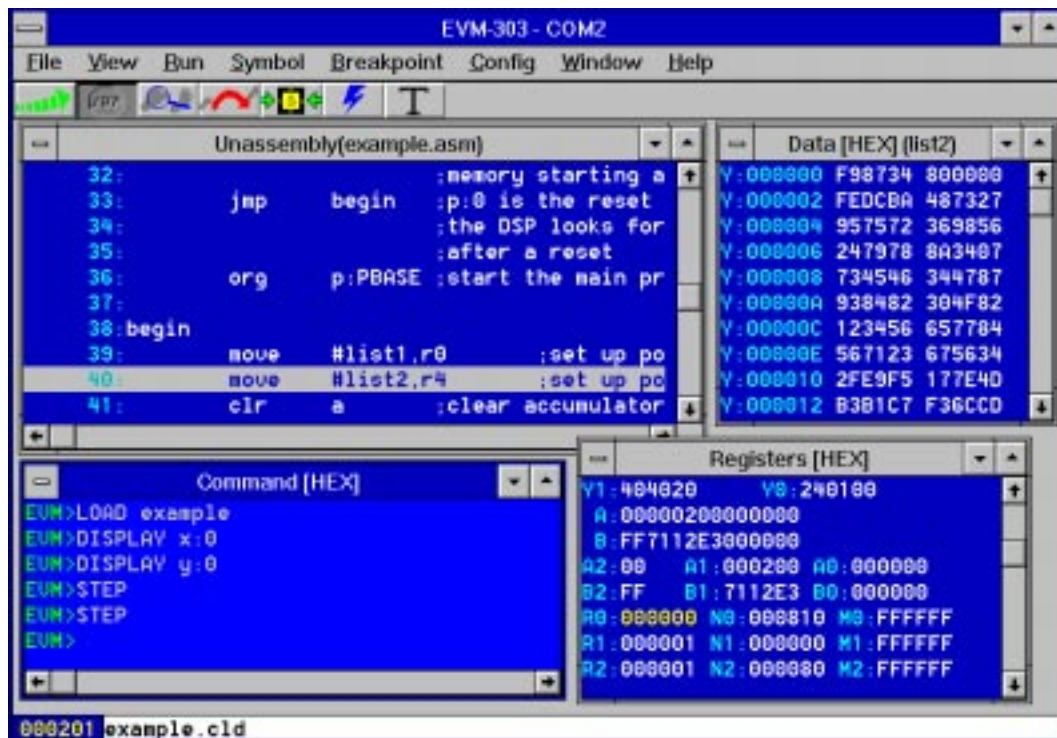 EVM-303 - COM2
File View Run Symbol Breakpoint Config Window Help
Unassembly(example.asm)
32: ;memory starting a
33: jmp begin ;p:0 is the reset
34: ;the DSP looks for
35: ;after a reset
36: org p:PBASE ;start the main pr
37:
38:begin
39: move #list1,r0 ;set up po
40: move #list2,r4 ;set up po
41: clr a ;clear accumulator
Data [HEX] (list2)
Y:000000 F98734 800000
Y:000002 FEDCBA 487327
Y:000004 957572 369856
Y:000006 247978 8A3407
Y:000008 734546 344787
Y:00000A 938482 304F82
Y:00000C 123456 657784
Y:00000E 567123 675634
Y:000010 2FE9F5 177E4D
Y:000012 B3B1C7 F36CCD
Command [HEX]
EVM>LOAD example
EVM>DISPLAY x:0
EVM>DISPLAY y:0
EVM>STEP
EVM>STEP
EVM>
Registers [HEX]
Y1:404020 Y0:240100
A:00000200000000
B:FF7112E3000000
A2:00 A1:000200 A0:000000
B2:FF B1:7112E3 B0:000000
R0:000000 N0:000810 M0:FFFFFF
R1:000001 N1:000000 M1:FFFFFF
R2:000001 N2:000080 M2:FFFFFF
000201 example.cld